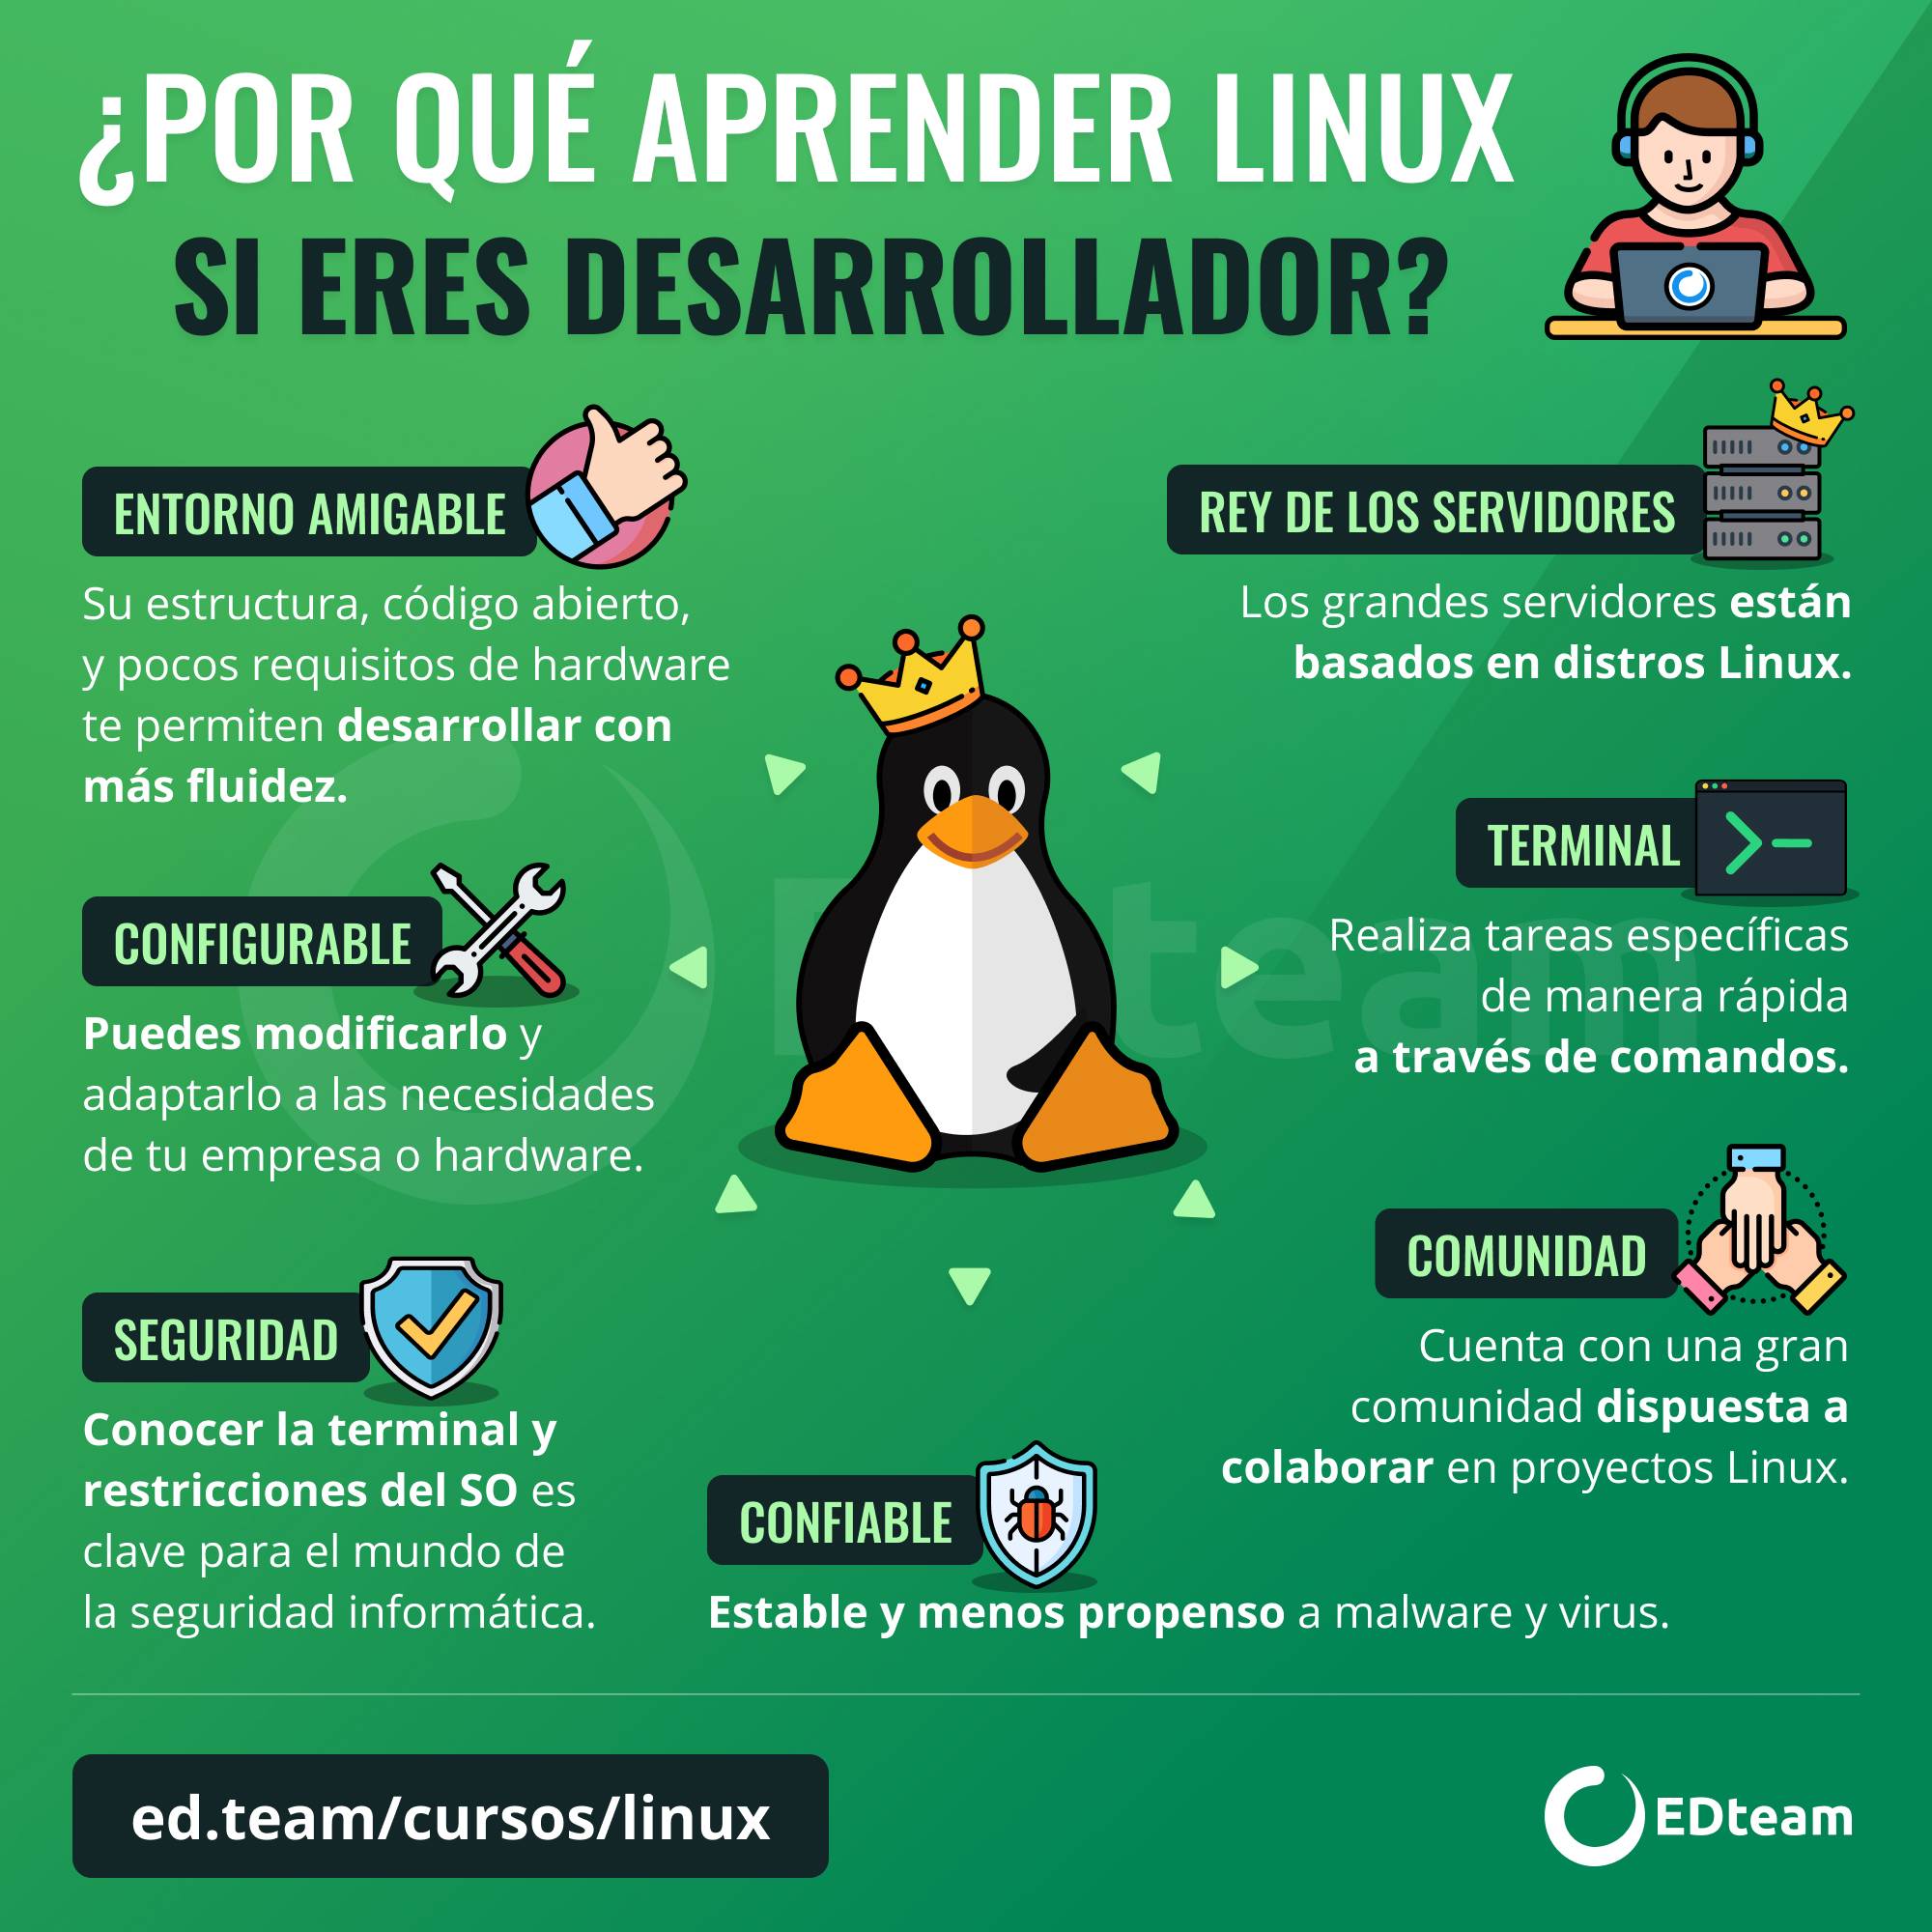 ¿POR QUÉ APRENDER LINUX
SI ERES DESARROLLADOR?
ENTORNO AMIGABLE
Su estructura, código abierto,
y pocos requisitos de hardware
te permiten desarrollar con
más fluidez.
CONFIGURABLE
Puedes modificarlo y
adaptarlo a las necesidades
de tu empresa o hardware.
SEGURIDAD
Conocer la terminal y
restricciones del SO es
clave para el mundo de
la seguridad informática.
REY DE LOS SERVIDORES
Los grandes servidores están
basados en distros Linux.
TERMINAL
Realiza tareas específicas
de manera rápida
a través de comandos.
COMUNIDAD
Cuenta con una gran
comunidad dispuesta a
colaborar en proyectos Linux.
CONFIABLE
Estable y menos propenso a malware y virus.
ed.team/cursos/linux
EDteam